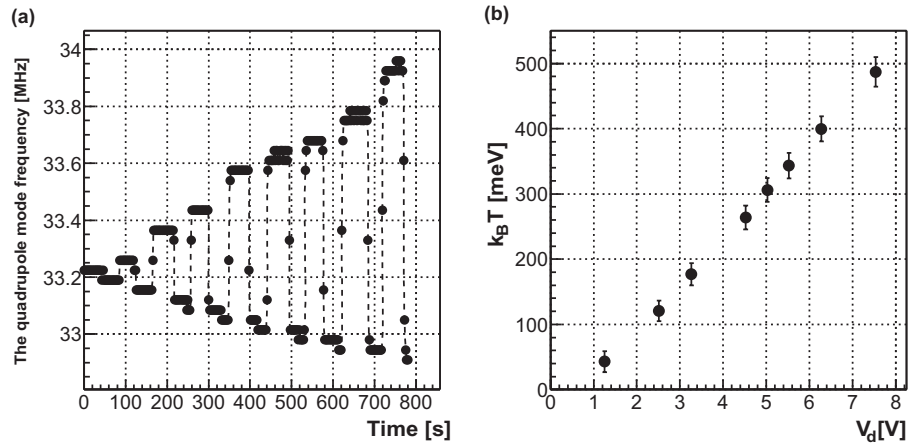 (a)
The quadrupole mode frequency [MHz]
34
33.8
33.6
33.4
33.2
33
0 100 200 300 400 500 600 700 800
Time [s]
(b)
k_B T [meV]
500
400
300
200
100
0
0 1 2 3 4 5 6 7 8
V_d [V]